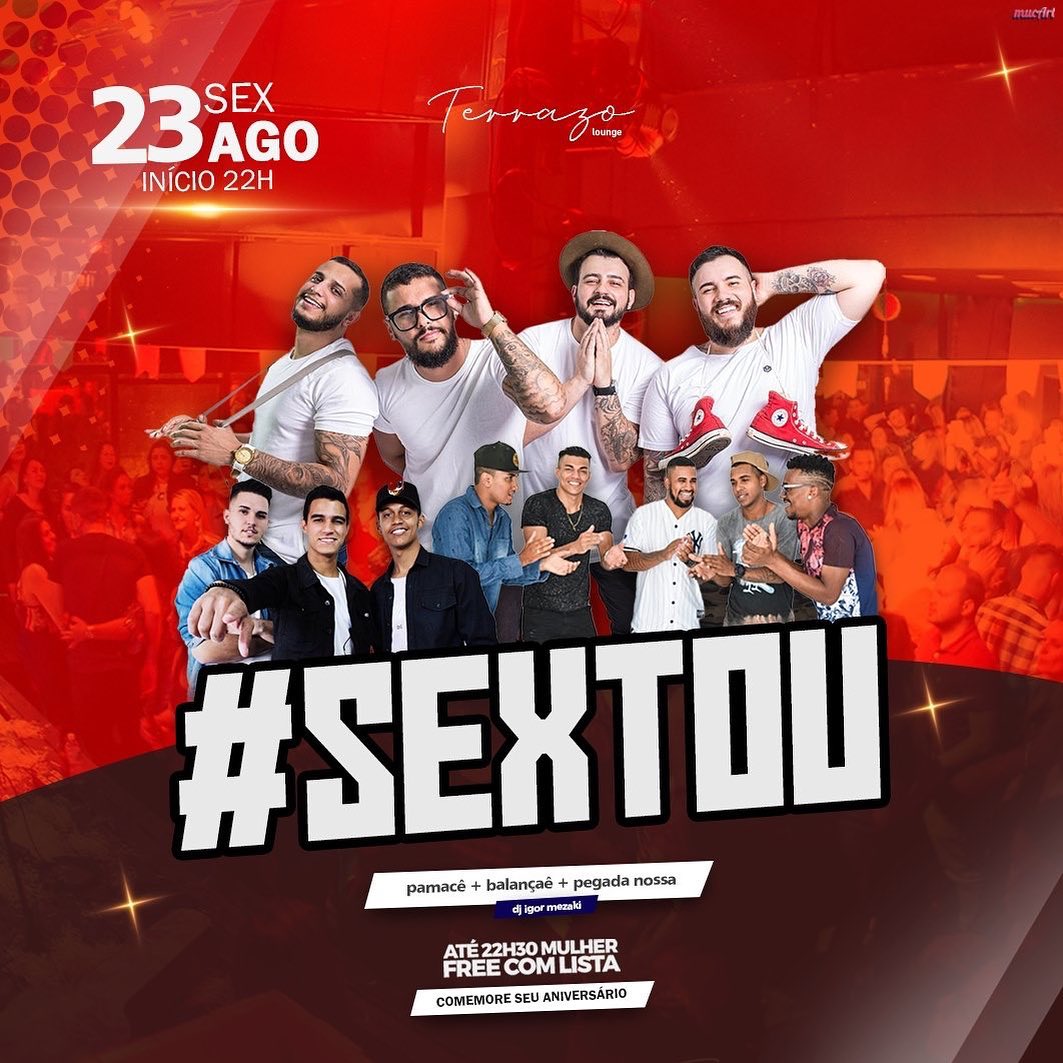 mucArt
23 SEX
AGO
INÍCIO 22H
Terrazo
lounge
#SEXTOU
pamacê + balançaê + pegada nossa
dj igor mezaki
ATÉ 22H30 MULHER
FREE COM LISTA
COMEMORE SEU ANIVERSÁRIO